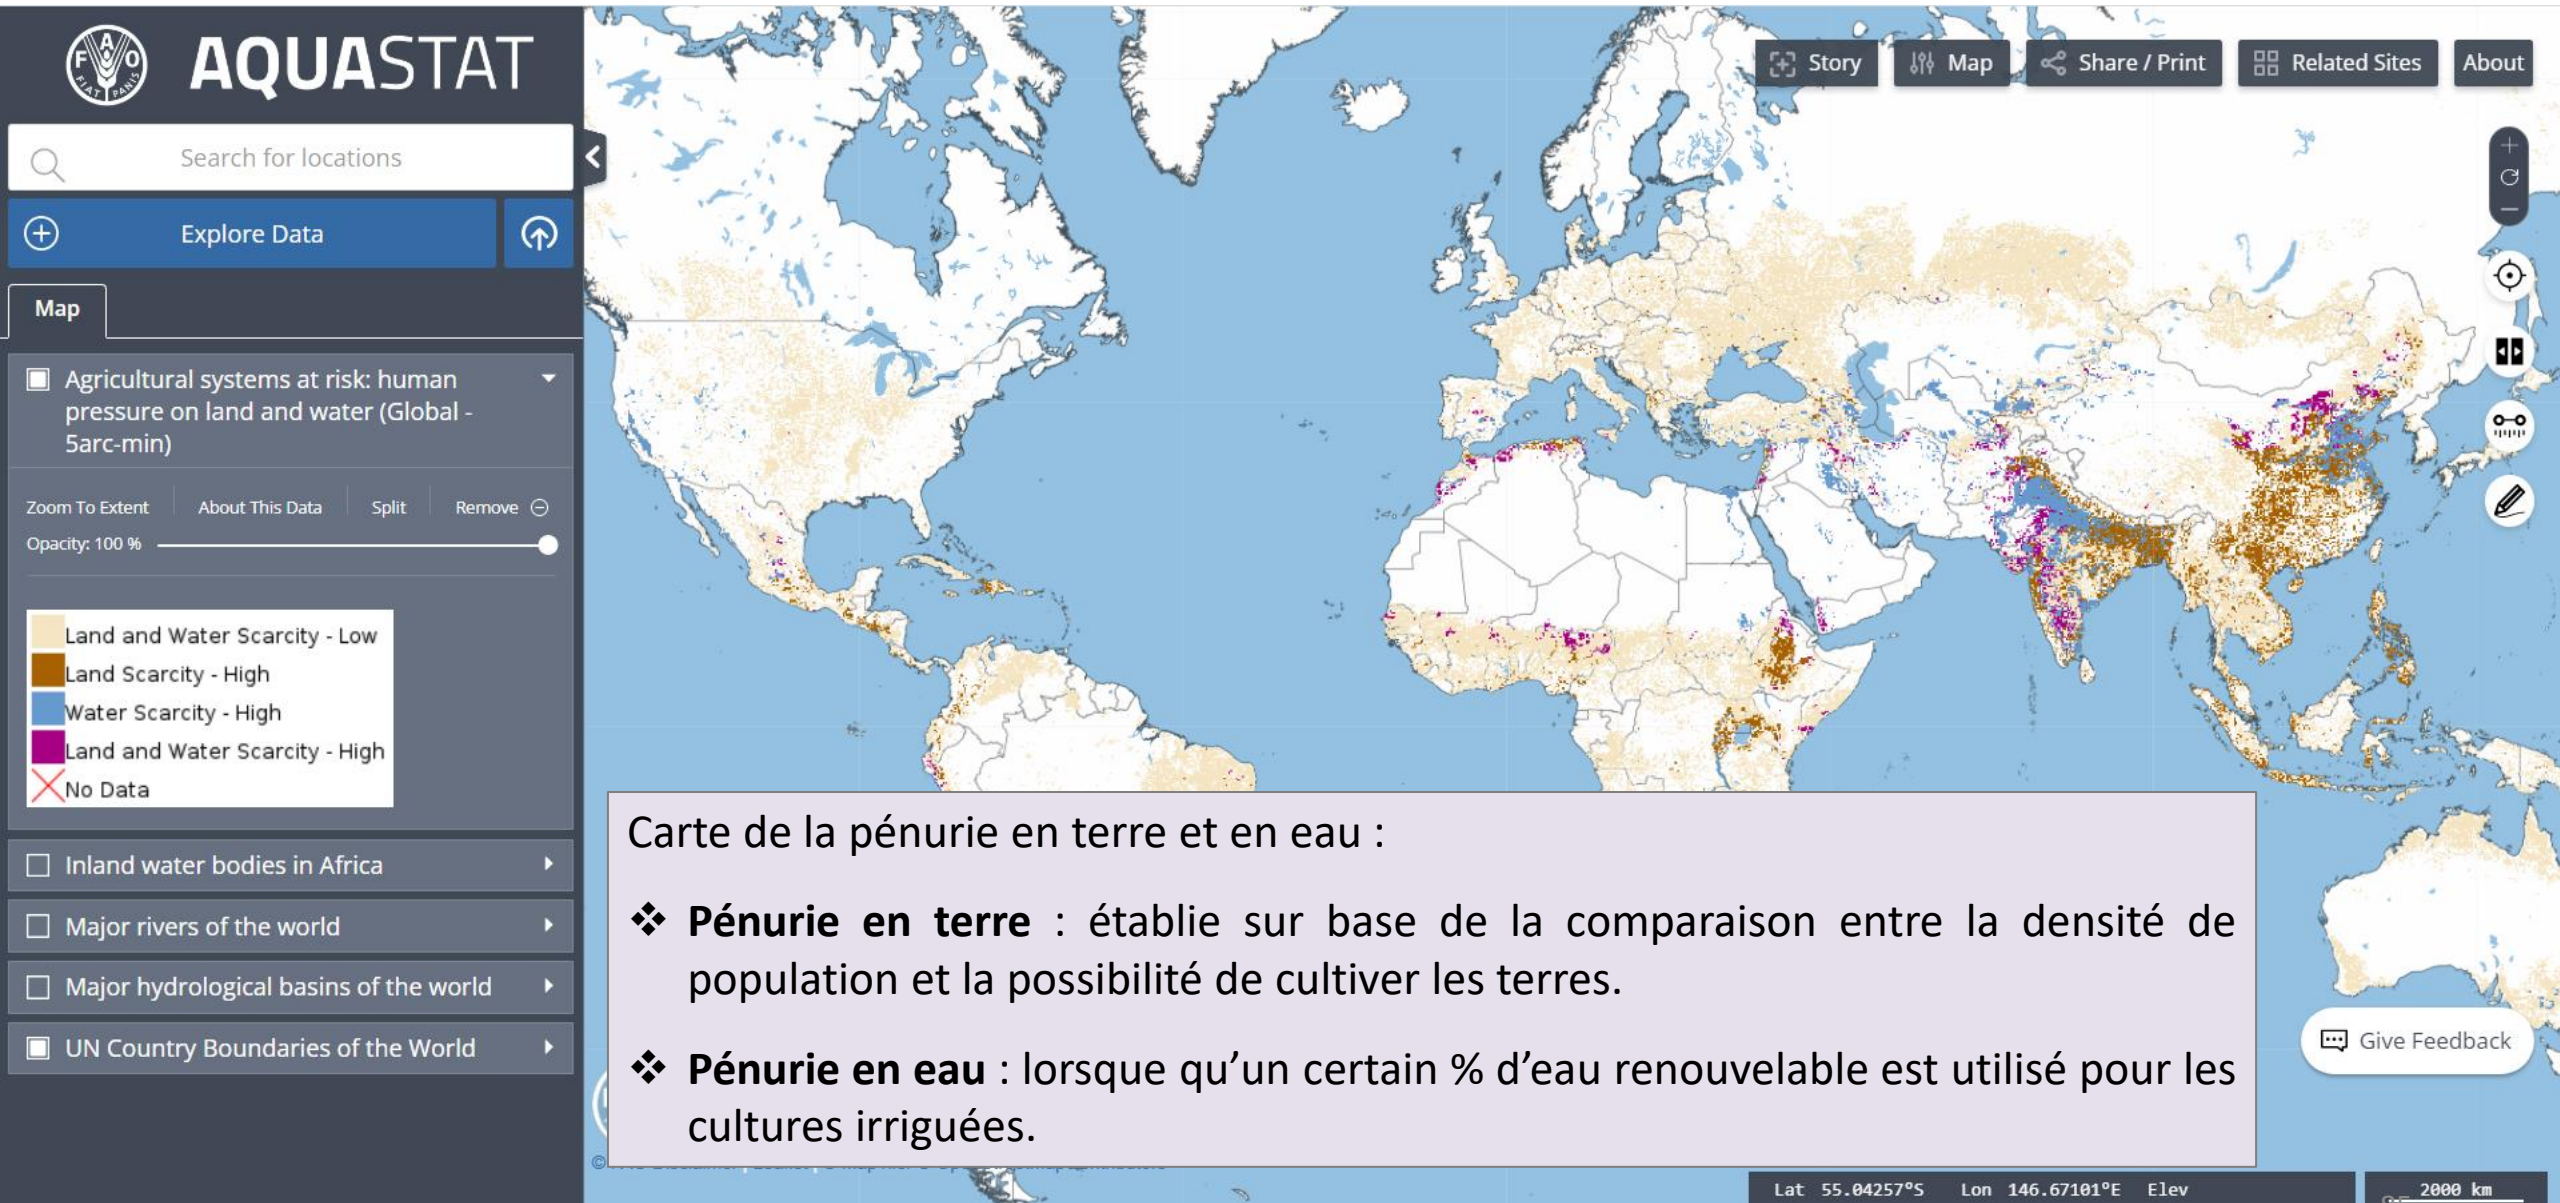 FAO
FIAT PANIS
AQUASTAT
Story
Map
Share / Print
Related Sites
About
Search for locations
Explore Data
Map
Agricultural systems at risk: human
pressure on land and water (Global -
5arc-min)
Zoom To Extent
About This Data
Split
Remove
Opacity: 100 %
Land and Water Scarcity - Low
Land Scarcity - High
Water Scarcity - High
Land and Water Scarcity - High
No Data
Inland water bodies in Africa
Major rivers of the world
Major hydrological basins of the world
UN Country Boundaries of the World
Carte de la pénurie en terre et en eau :
❖ Pénurie en terre : établie sur base de la comparaison entre la densité de
population et la possibilité de cultiver les terres.
❖ Pénurie en eau : lorsque qu’un certain % d’eau renouvelable est utilisé pour les
cultures irriguées.
Give Feedback
Lat 55.04257°S Lon 146.67101°E Elev
2000 km